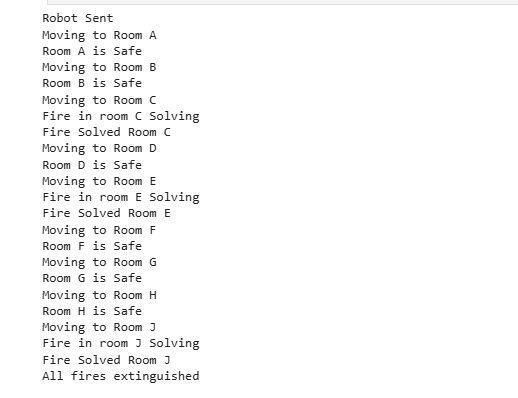 Robot Sent
Moving to Room A
Room A is Safe
Moving to Room B
Room B is Safe
Moving to Room C
Fire in room C Solving
Fire Solved Room C
Moving to Room D
Room D is Safe
Moving to Room E
Fire in room E Solving
Fire Solved Room E
Moving to Room F
Room F is Safe
Moving to Room G
Room G is Safe
Moving to Room H
Room H is Safe
Moving to Room J
Fire in room J Solving
Fire Solved Room J
All fires extinguished